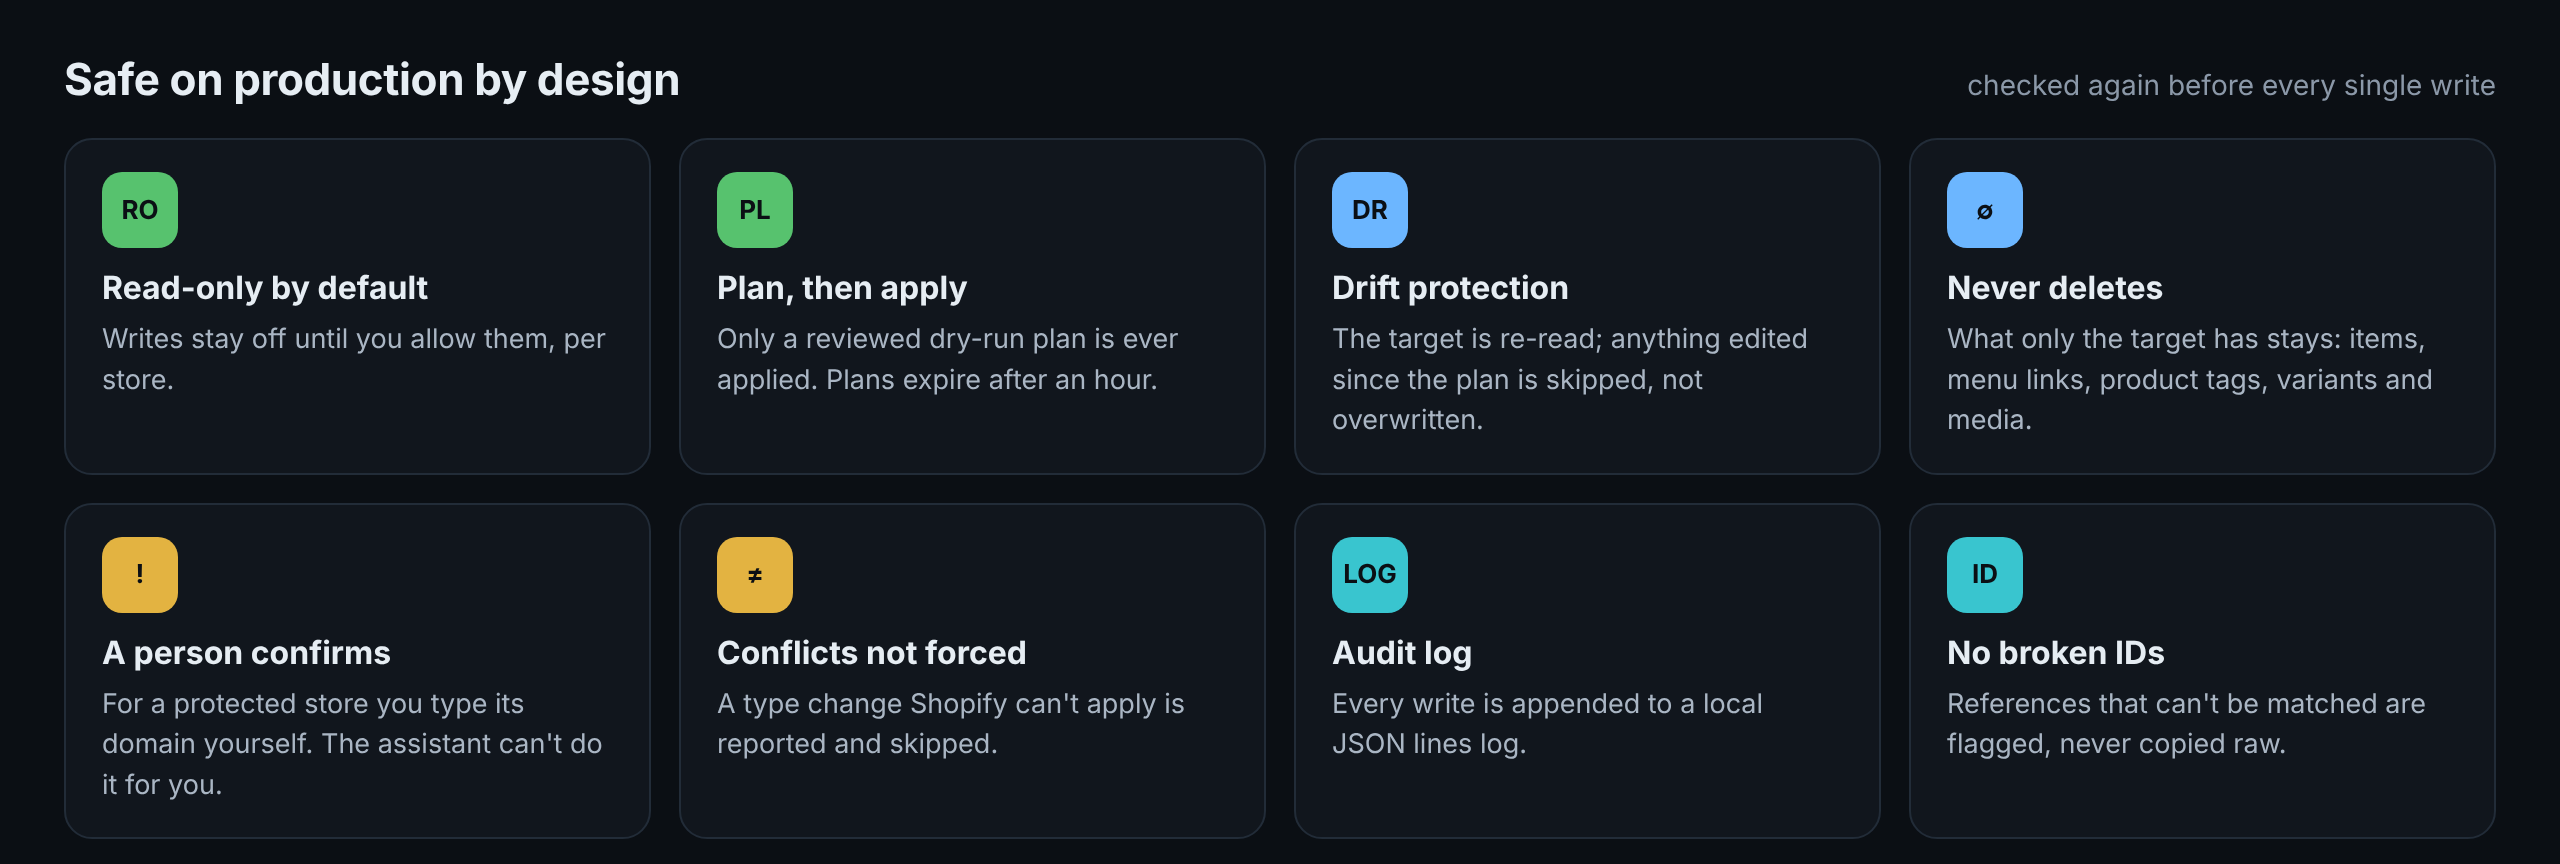 Safe on production by design
checked again before every single write
RO
Read-only by default
Writes stay off until you allow them, per
store.
PL
Plan, then apply
Only a reviewed dry-run plan is ever
applied. Plans expire after an hour.
DR
Drift protection
The target is re-read; anything edited
since the plan is skipped, not
overwritten.
ø
Never deletes
What only the target has stays: items,
menu links, product tags, variants and
media.
!
A person confirms
For a protected store you type its
domain yourself. The assistant can't do
it for you.
≠
Conflicts not forced
A type change Shopify can't apply is
reported and skipped.
LOG
Audit log
Every write is appended to a local
JSON lines log.
ID
No broken IDs
References that can't be matched are
flagged, never copied raw.